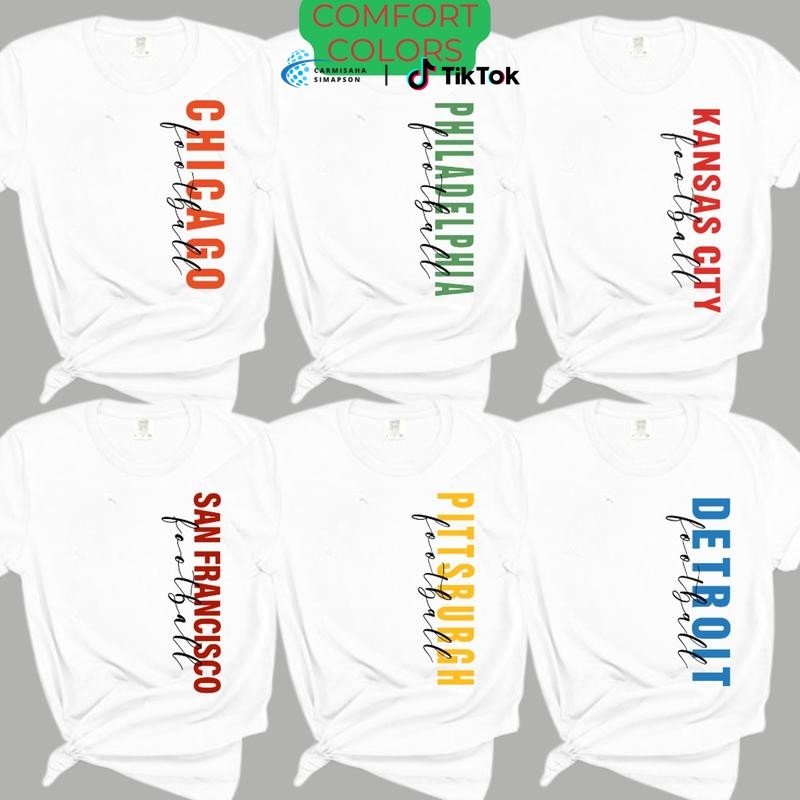 COMFORT
COLORS
CARMISAHA
SIMAPSON
TikTok
CHICAGO
football
PHILADELPHIA
football
KANSAS CITY
football
SAN FRANCISCO
football
PITTSBURGH
football
DETROIT
football